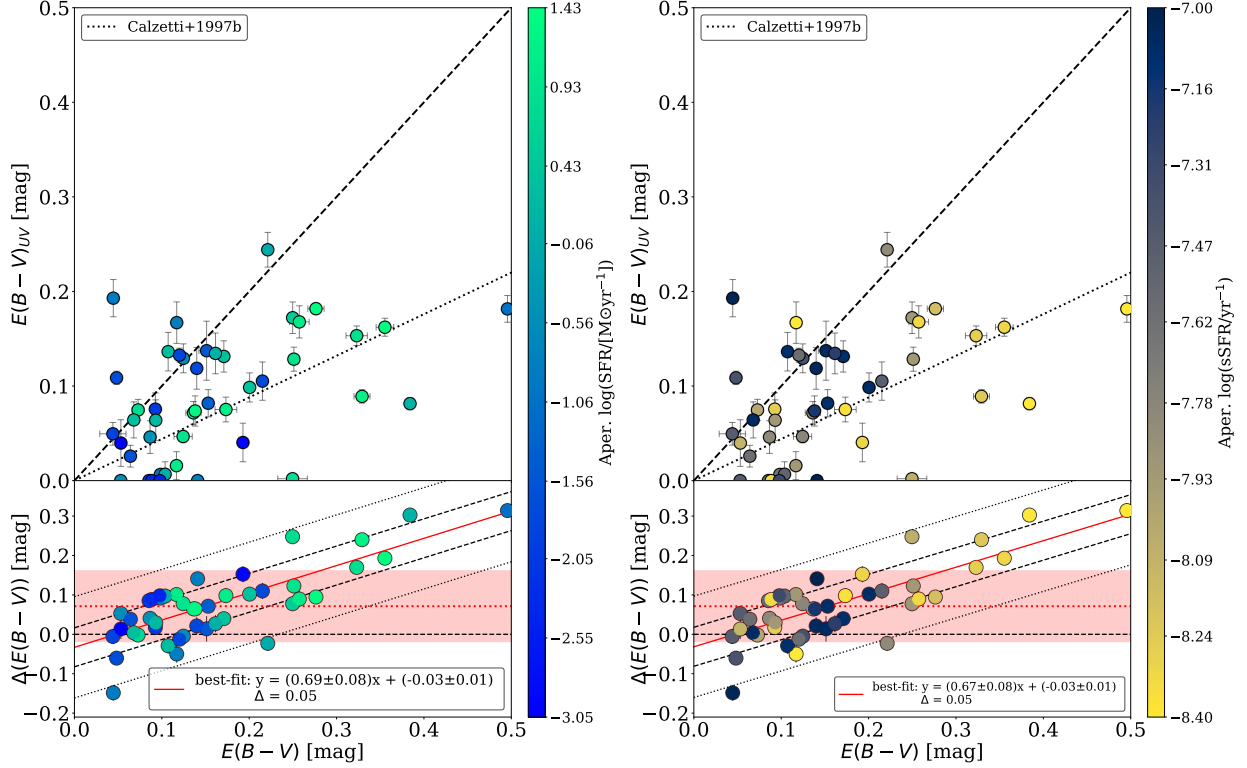 Calzetti+1997b
0.5
0.4
0.3
0.2
0.1
0.0
E(B − V)UV [mag]
0.3
0.2
0.1
0.0
−0.1
−0.2
Δ(E(B − V)) [mag]
best-fit: y = (0.69±0.08)x + (-0.03±0.01)
Δ = 0.05
0.0 0.1 0.2 0.3 0.4 0.5
E(B − V) [mag]
1.43
0.93
0.43
−0.06
−0.56
−1.06
−1.56
−2.05
−2.55
−3.05
Aper. log(SFR/[M⊙yr−1])
Calzetti+1997b
0.5
0.4
0.3
0.2
0.1
0.0
E(B − V)UV [mag]
0.3
0.2
0.1
0.0
−0.1
−0.2
Δ(E(B − V)) [mag]
best-fit: y = (0.67±0.08)x + (-0.03±0.01)
Δ = 0.05
0.0 0.1 0.2 0.3 0.4 0.5
E(B − V) [mag]
−7.00
−7.16
−7.31
−7.47
−7.62
−7.78
−7.93
−8.09
−8.24
−8.40
Aper. log(sSFR/yr−1)